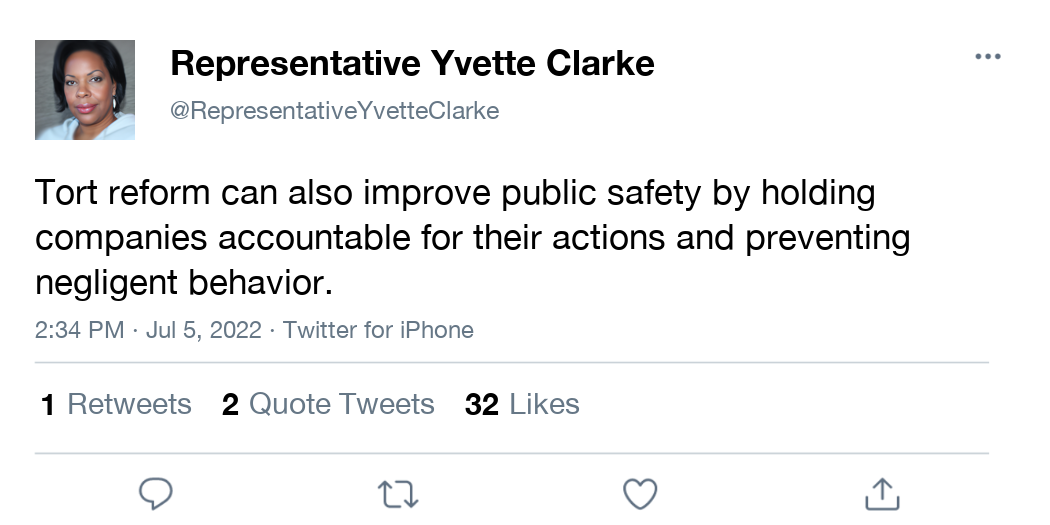 Representative Yvette Clarke
@RepresentativeYvetteClarke
Tort reform can also improve public safety by holding
companies accountable for their actions and preventing
negligent behavior.
2:34 PM · Jul 5, 2022 · Twitter for iPhone
1 Retweets 2 Quote Tweets 32 Likes